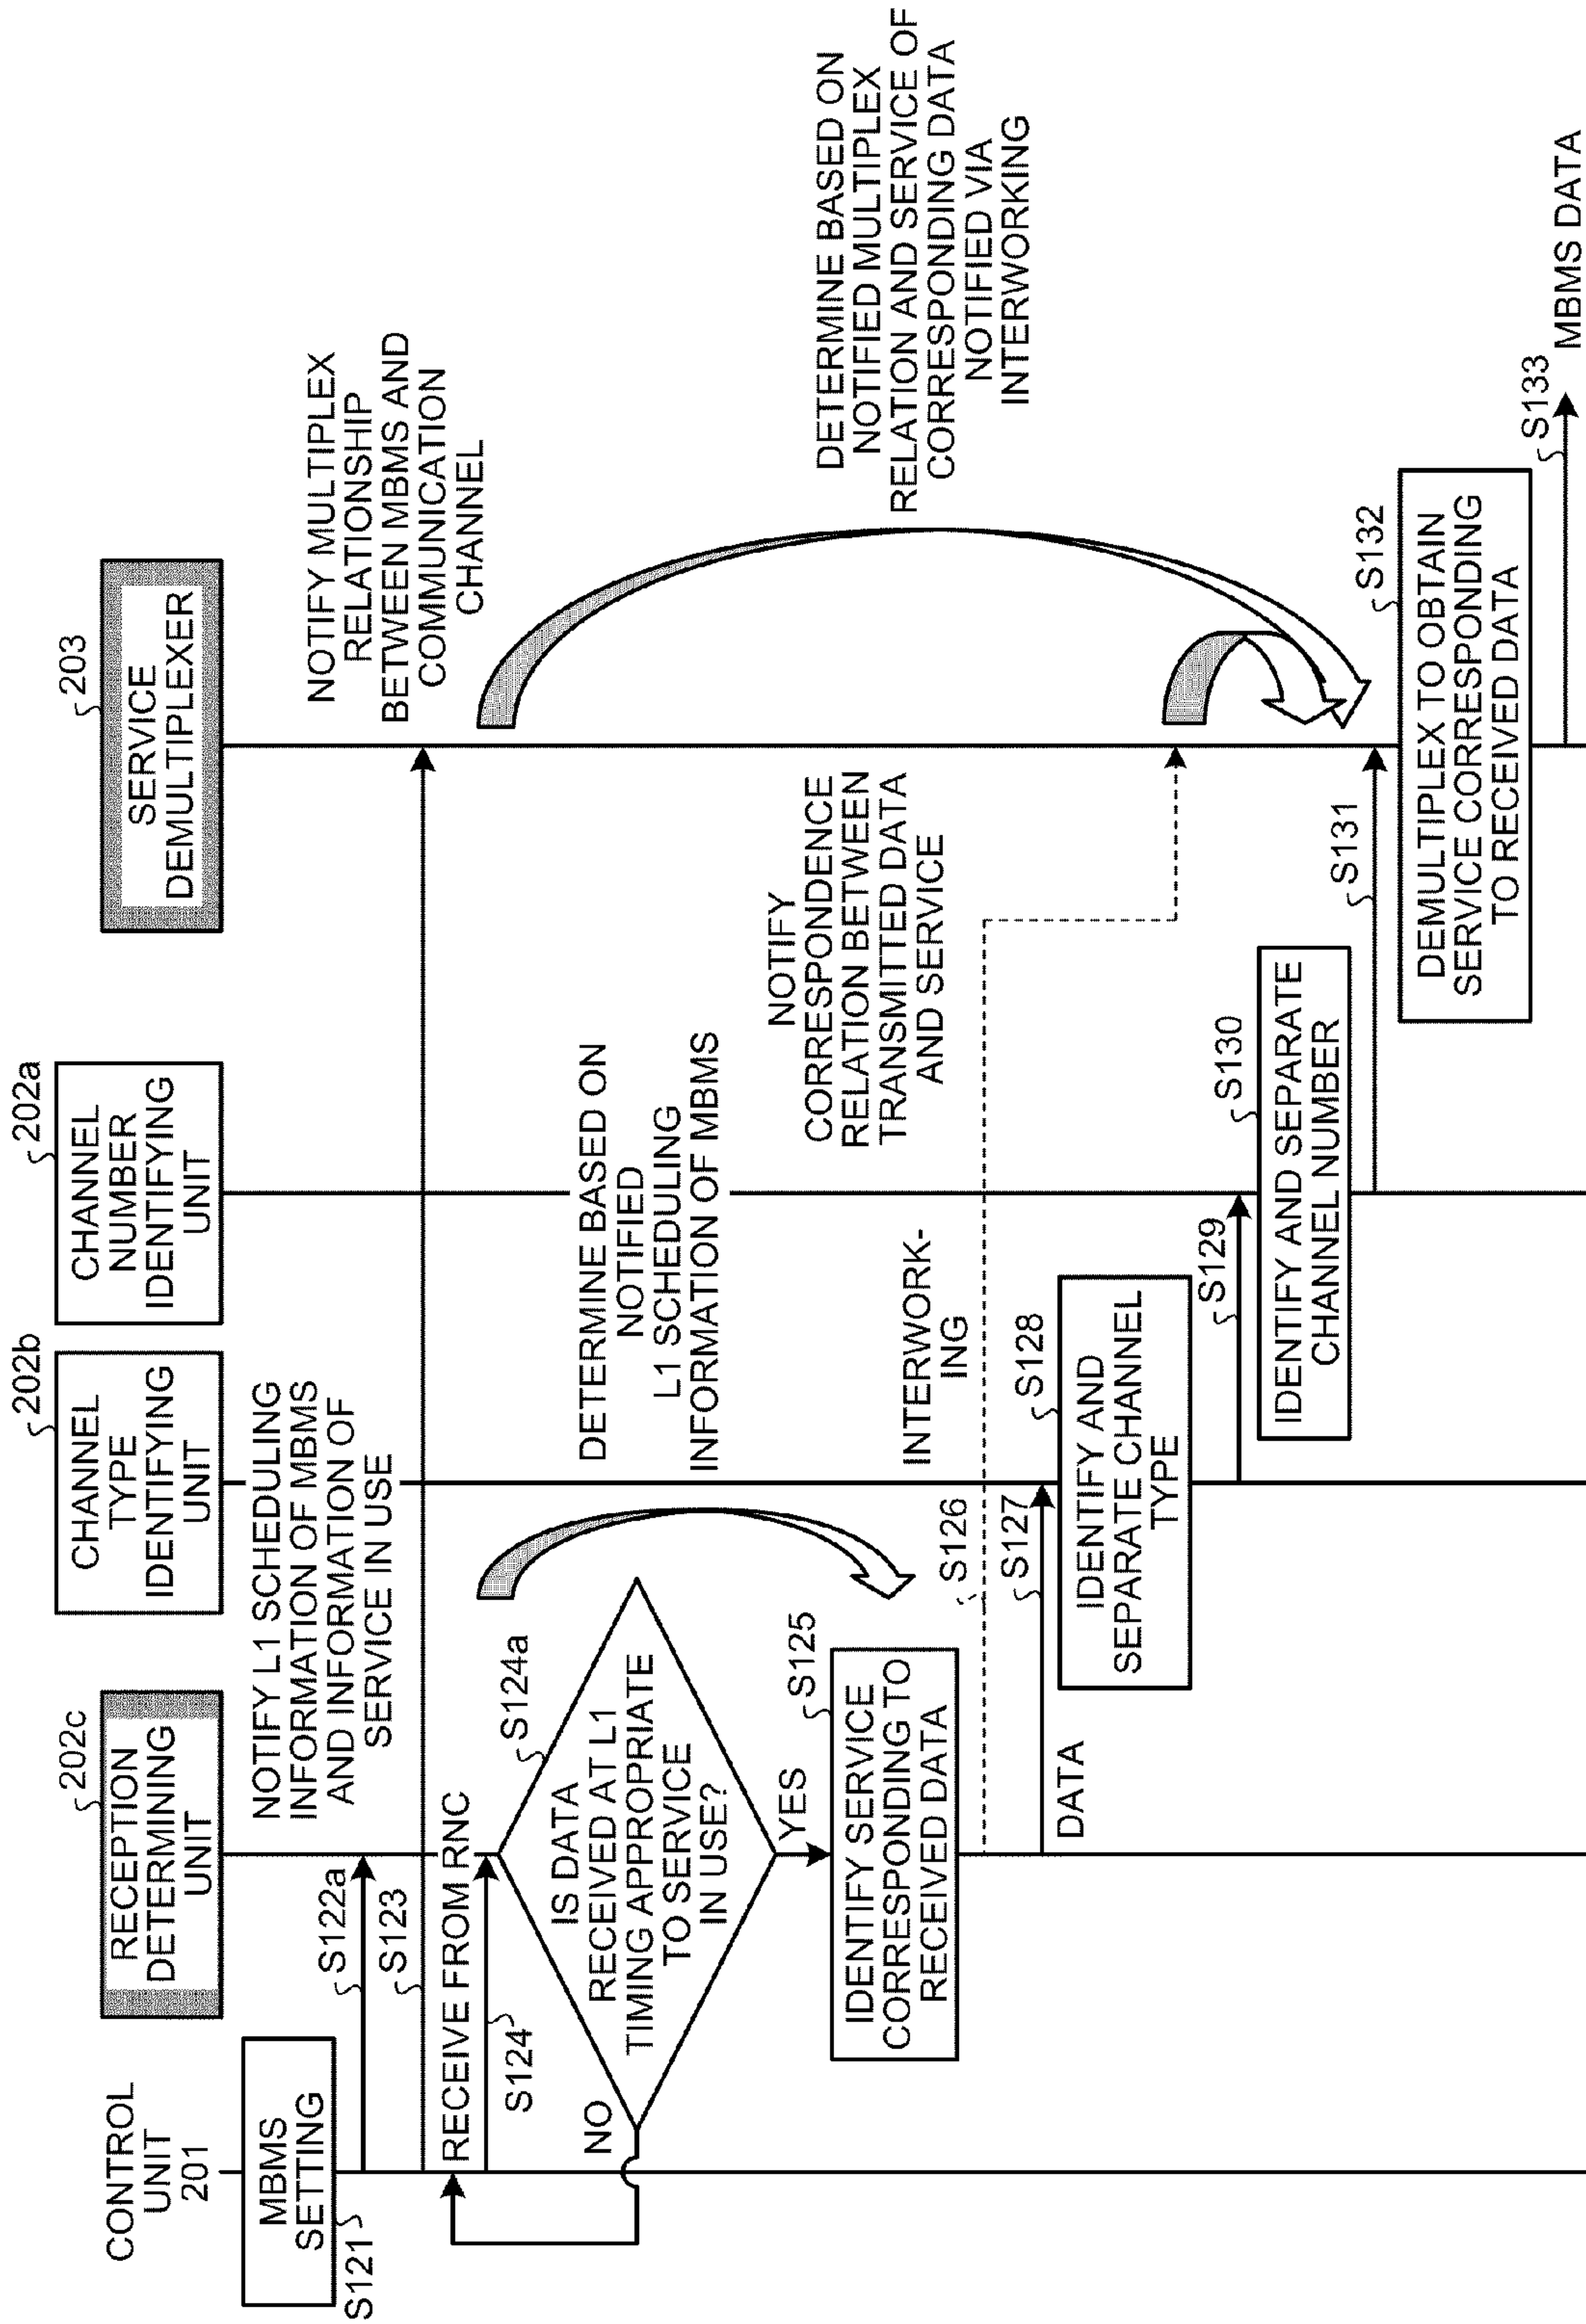 CONTROL
UNIT
201
MBMS
SETTING
S121
202c
RECEPTION
DETERMINING
UNIT
202b
CHANNEL
TYPE
IDENTIFYING
UNIT
202a
CHANNEL
NUMBER
IDENTIFYING
UNIT
203
SERVICE
DEMULTIPLEXER
S122a
NOTIFY L1 SCHEDULING
INFORMATION OF MBMS
AND INFORMATION OF
SERVICE IN USE
S123
NOTIFY MULTIPLEX
RELATIONSHIP
BETWEEN MBMS AND
COMMUNICATION
CHANNEL
RECEIVE FROM RNC
S124
S124a
IS DATA
RECEIVED AT L1
TIMING APPROPRIATE
TO SERVICE
IN USE?
NO
YES
DETERMINE BASED ON
NOTIFIED
L1 SCHEDULING
INFORMATION OF MBMS
S125
IDENTIFY SERVICE
CORRESPONDING TO
RECEIVED DATA
S126
INTERWORK-
ING
NOTIFY
CORRESPONDENCE
RELATION BETWEEN
TRANSMITTED DATA
AND SERVICE
DETERMINE BASED ON
NOTIFIED MULTIPLEX
RELATION AND SERVICE OF
CORRESPONDING DATA
NOTIFIED VIA
INTERWORKING
S127
DATA
S128
IDENTIFY AND
SEPARATE CHANNEL
TYPE
S129
S130
IDENTIFY AND SEPARATE
CHANNEL NUMBER
S131
S132
DEMULTIPLEX TO OBTAIN
SERVICE CORRESPONDING
TO RECEIVED DATA
S133
MBMS DATA